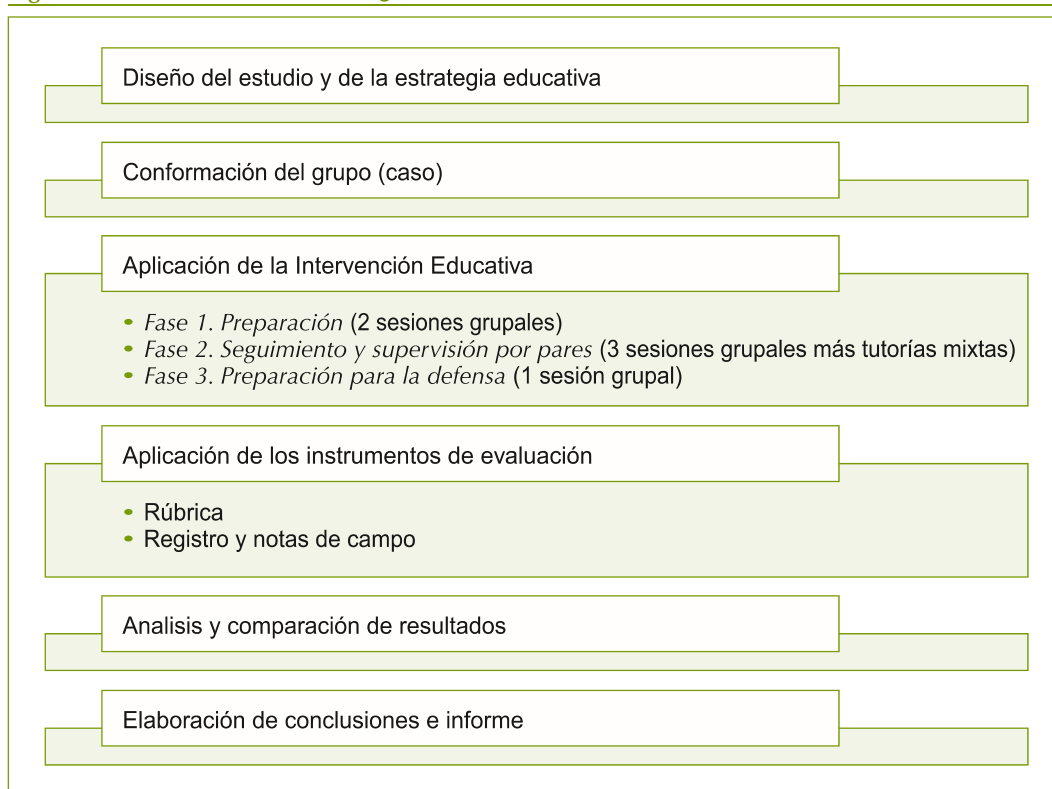 Diseño del estudio y de la estrategia educativa
Conformación del grupo (caso)
Aplicación de la Intervención Educativa
• Fase 1. Preparación (2 sesiones grupales)
• Fase 2. Seguimiento y supervisión por pares (3 sesiones grupales más tutorías mixtas)
• Fase 3. Preparación para la defensa (1 sesión grupal)
Aplicación de los instrumentos de evaluación
• Rúbrica
• Registro y notas de campo
Analisis y comparación de resultados
Elaboración de conclusiones e informe